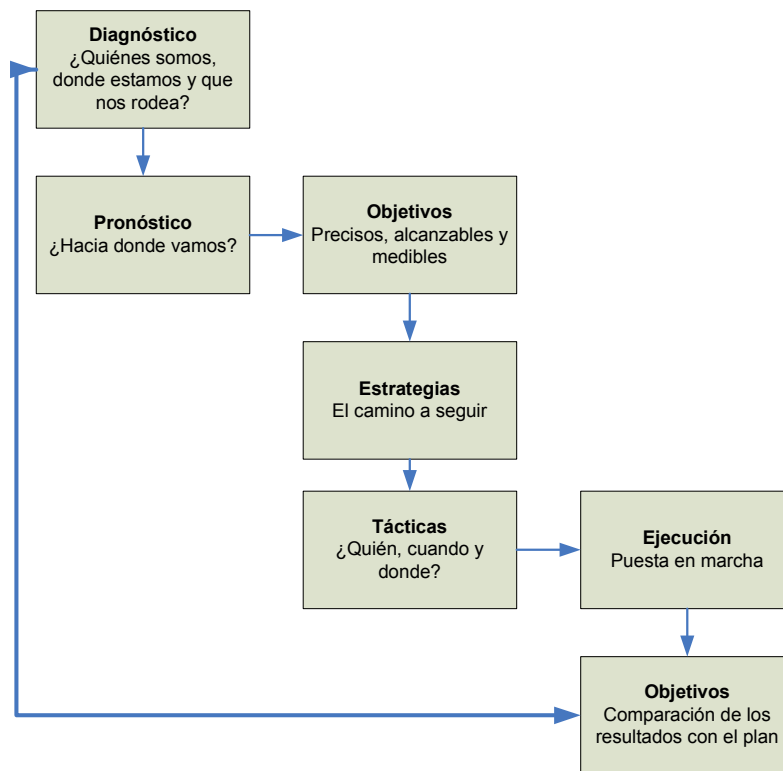 Diagnóstico
¿Quiénes somos,
donde estamos y que
nos rodea?
Pronóstico
¿Hacia donde vamos?
Objetivos
Precisos, alcanzables y
medibles
Estrategias
El camino a seguir
Tácticas
¿Quién, cuando y
donde?
Ejecución
Puesta en marcha
Objetivos
Comparación de los
resultados con el plan